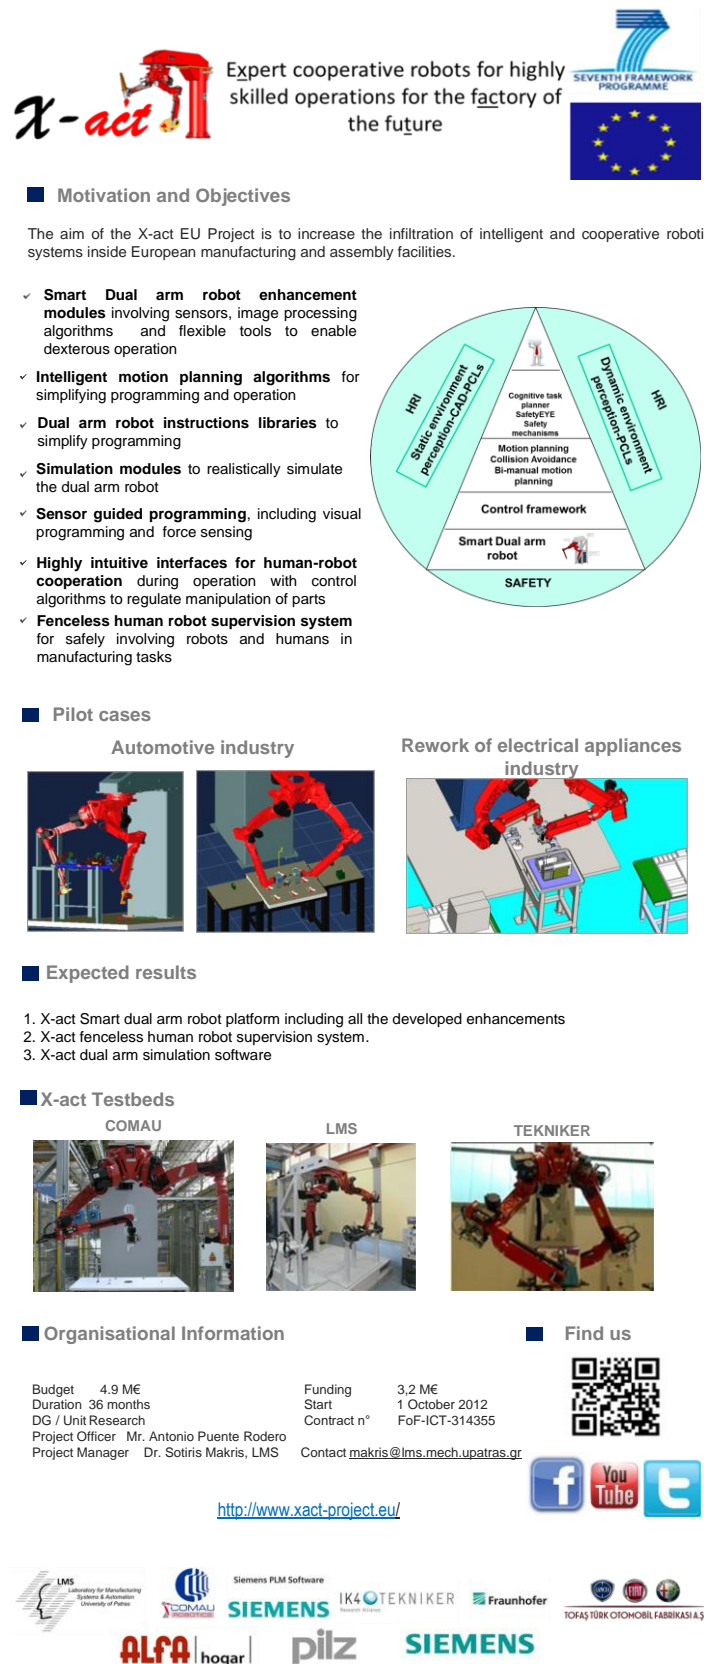 X-act
Expert cooperative robots for highly
skilled operations for the factory of
the future
SEVENTH FRAMEWORK
PROGRAMME
Motivation and Objectives
The aim of the X-act EU Project is to increase the infiltration of intelligent and cooperative roboti
systems inside European manufacturing and assembly facilities.
Smart Dual arm robot enhancement
modules involving sensors, image processing
algorithms and flexible tools to enable
dexterous operation
Intelligent motion planning algorithms for
simplifying programming and operation
Dual arm robot instructions libraries to
simplify programming
Simulation modules to realistically simulate
the dual arm robot
Sensor guided programming, including visual
programming and force sensing
Highly intuitive interfaces for human-robot
cooperation during operation with control
algorithms to regulate manipulation of parts
Fenceless human robot supervision system
for safely involving robots and humans in
manufacturing tasks
HRI
Static environment
perception-CAD-PCLs
Dynamic environment
perception-PCLs
HRI
Cognitive task
planner
SafetyEYE
Safety
mechanisms
Motion planning
Collision Avoidance
Bi-manual motion
planning
Control framework
Smart Dual arm
robot
SAFETY
Pilot cases
Automotive industry
Rework of electrical appliances
industry
Expected results
1. X-act Smart dual arm robot platform including all the developed enhancements
2. X-act fenceless human robot supervision system.
3. X-act dual arm simulation software
X-act Testbeds
COMAU
LMS
TEKNIKER
Organisational Information
Find us
Budget 4.9 M€
Funding 3,2 M€
Duration 36 months
Start 1 October 2012
DG / Unit Research
Contract n° FoF-ICT-314355
Project Officer Mr. Antonio Puente Rodero
Project Manager Dr. Sotiris Makris, LMS
Contact makris@lms.mech.upatras.gr
You
Tube
http://www.xact-project.eu/
LMS
Laboratory for Manufacturing
Systems & Automation
University of Patras
COMAU
ROBOTICS
Siemens PLM Software
SIEMENS
IK4 TEKNIKER
Research Alliance
Fraunhofer
LANCIA
FIAT
TOFAŞ TÜRK OTOMOBİL FABRİKASI A.Ş
ALFA hogar
pilz
SIEMENS